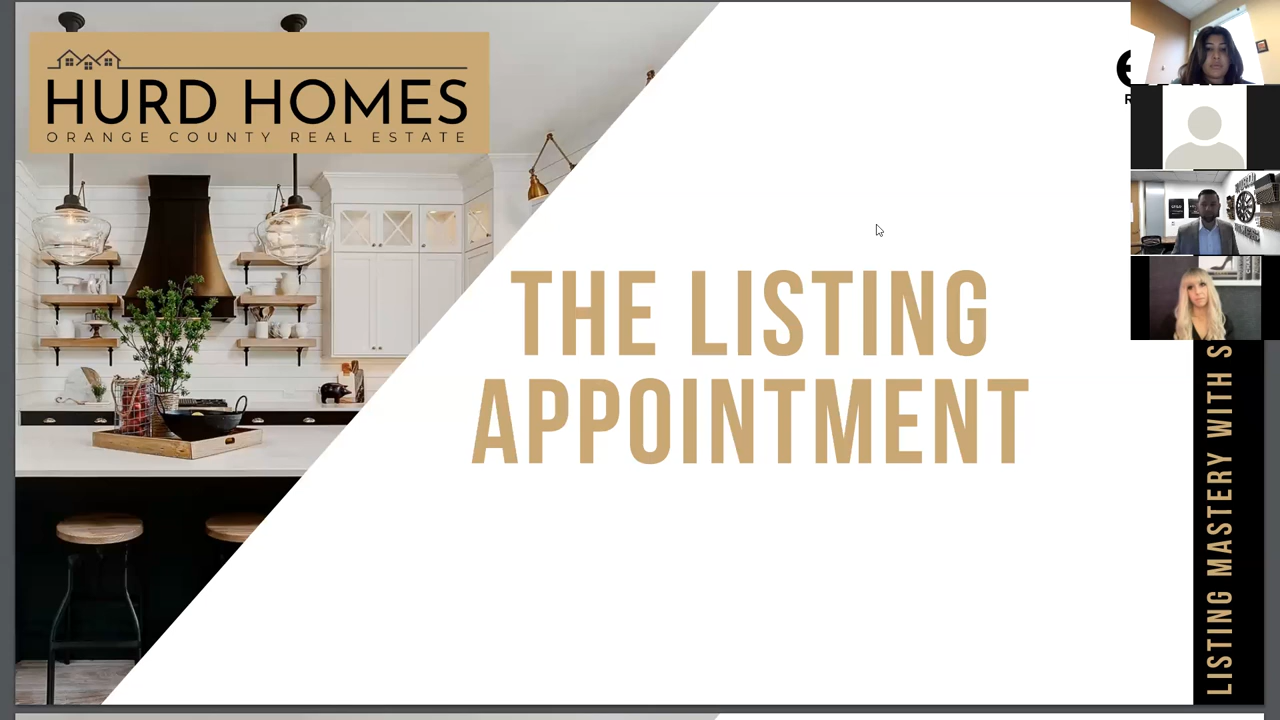 HURD HOMES
ORANGE COUNTY REAL ESTATE
THE LISTING
APPOINTMENT
LISTING MASTERY WITH S